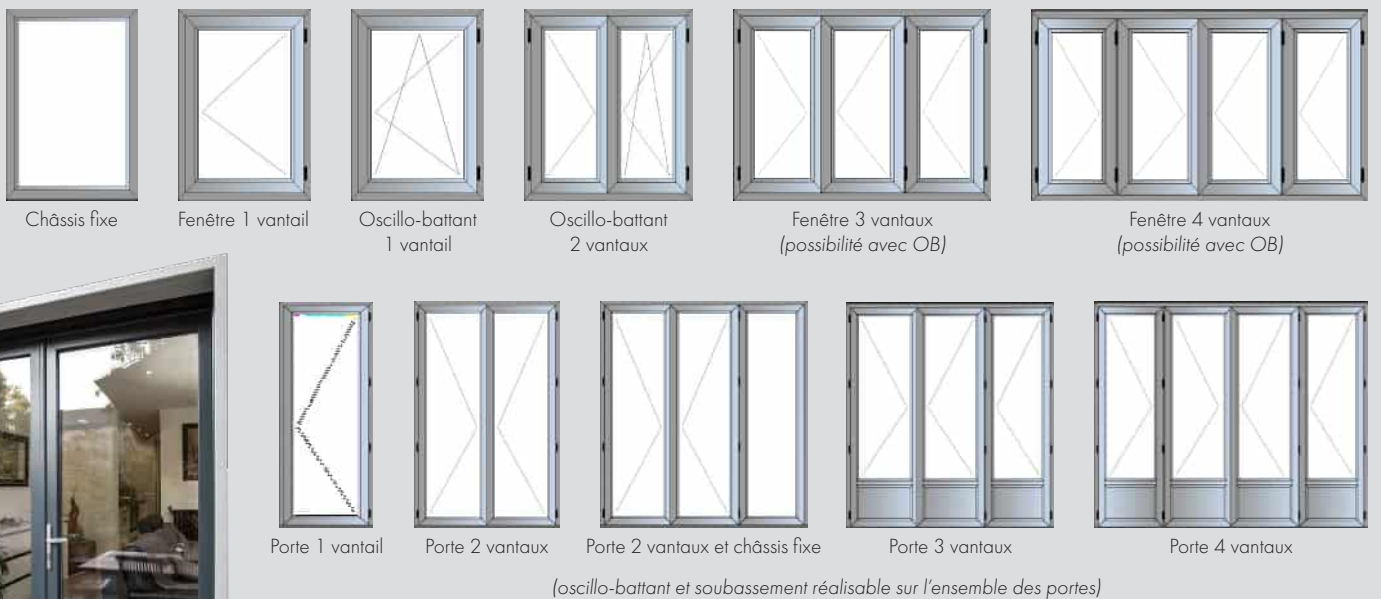 Châssis fixe
Fenêtre 1 vantail
Oscillo-battant
1 vantail
Oscillo-battant
2 vantaux
Fenêtre 3 vantaux
(possibilité avec OB)
Fenêtre 4 vantaux
(possibilité avec OB)
Porte 1 vantail
Porte 2 vantaux
Porte 2 vantaux et châssis fixe
Porte 3 vantaux
Porte 4 vantaux
(oscillo-battant et soubassement réalisable sur l'ensemble des portes)